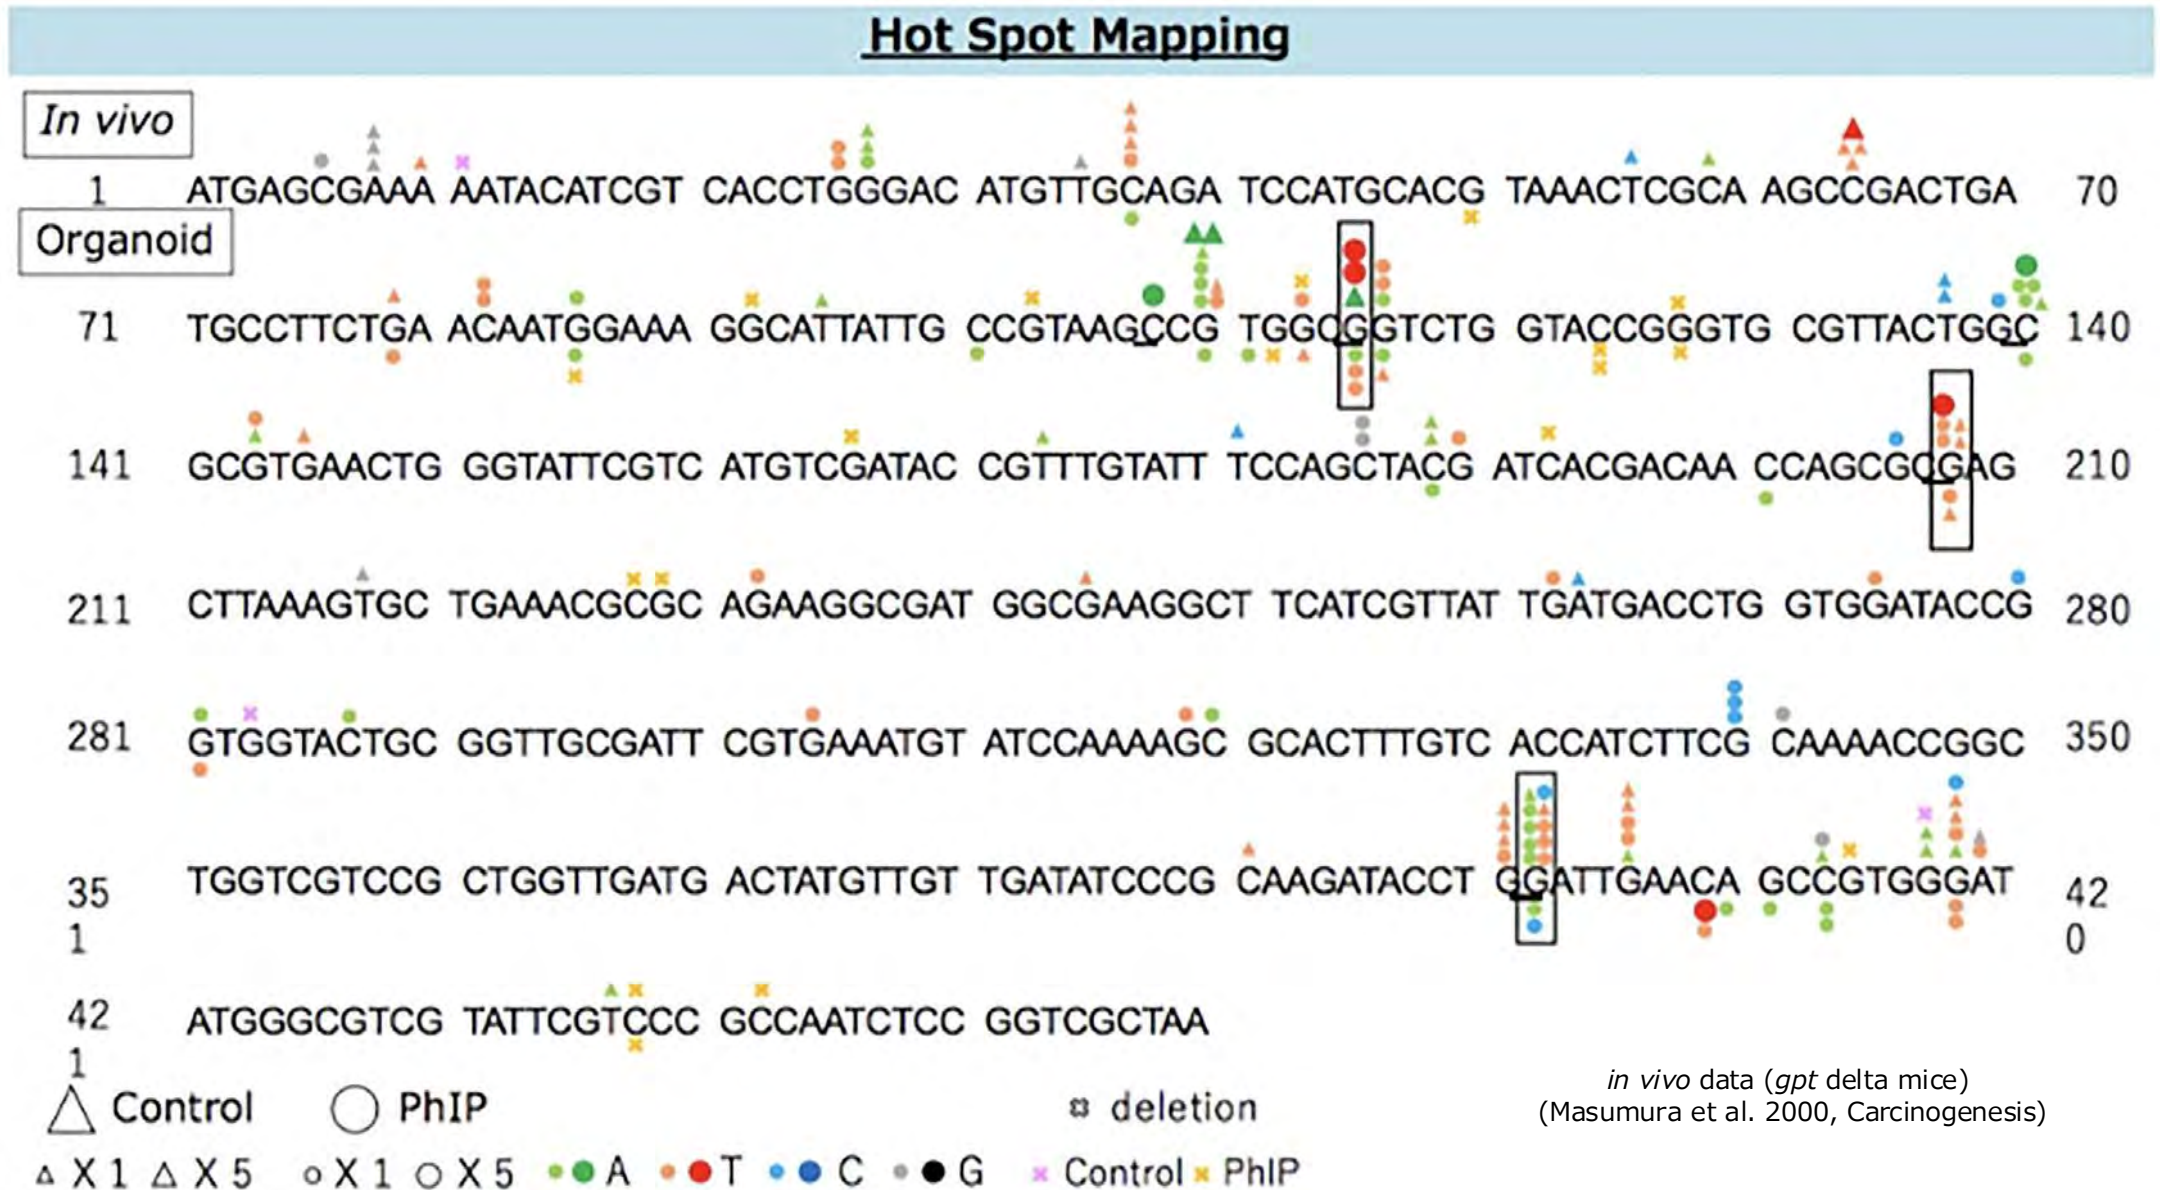 Hot Spot Mapping
In vivo
1 ATGAGCGAAA AATACATCGT CACCTGGGAC ATGTTGCAGA TCCATGCACG TAAACTCGCA AGCCGACTGA 70
Organoid
71 TGCCTTCTGA ACAATGGAAA GGCATTATTG CCGTAAGCCCG TGGCGGTCTG GTACCGGGTG CGTTACTGGC 140
141 GCGTGAACTG GGTATTCGTC ATGTCGATAC CGTTTGTATT TCCAGCTACG ATCACGACAA CCAGCGCGAG 210
211 CTTAAAGTGC TGAAACGCGC AGAAGGCGAT GGCGAAGGCT TCATCGTTAT TGATGACCTG GTGGATACCG 280
281 GTGGTACTGC GGTTGCGATT CGTGAAATGT ATCCAAAAGC GCACTTTGTC ACCATCTTCG CAAAACCGGC 350
35 TGGTCGTCCG CTGGTTGATG ACTATGTTGT TGATATCCCG CAAGATACCT GGATTGAACA GCCGTGGGAT 42
1 0
42 ATGGGCGTCG TATTCGTCCC GCCAATCTCC GGTCGCTAA
1
in vivo data (gpt delta mice)
(Masumura et al. 2000, Carcinogenesis)
Control PhIP deletion
X 1 X 5 X 1 X 5 A T C G Control PhIP